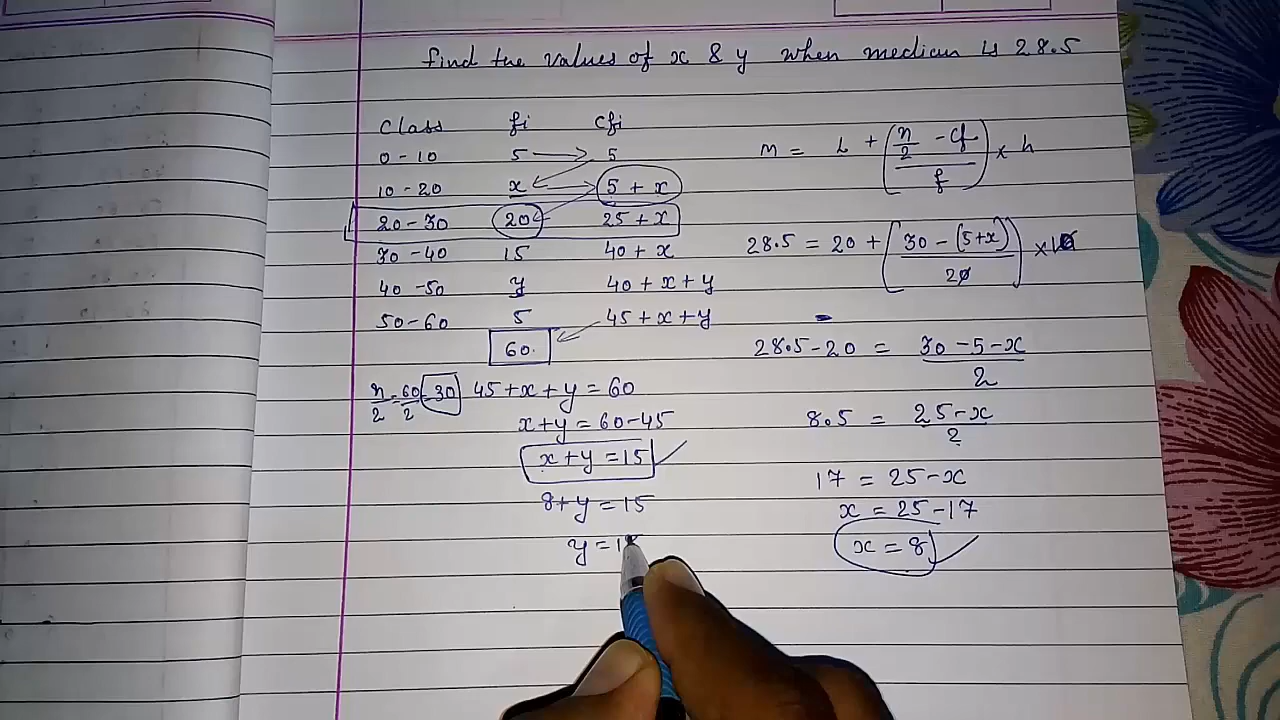 find the values of x & y when median is 28.5
Class fi Cfi
0-10 5 5
10-20 x 5+x
20-30 20 25+x
30-40 15 40+x
40-50 y 40+x+y
50-60 5 45+x+y
60.
n/2 = 60/2 = 30 45+x+y=60
x+y=60-45
x+y=15
8+y=15
y=1
M = L + ((n/2 - cf)/f) × h
28.5 = 20 + ((30-(5+x))/20) × 10
28.5-20 = (30-5-x)/2
8.5 = (25-x)/2
17 = 25-x
x = 25-17
x = 8